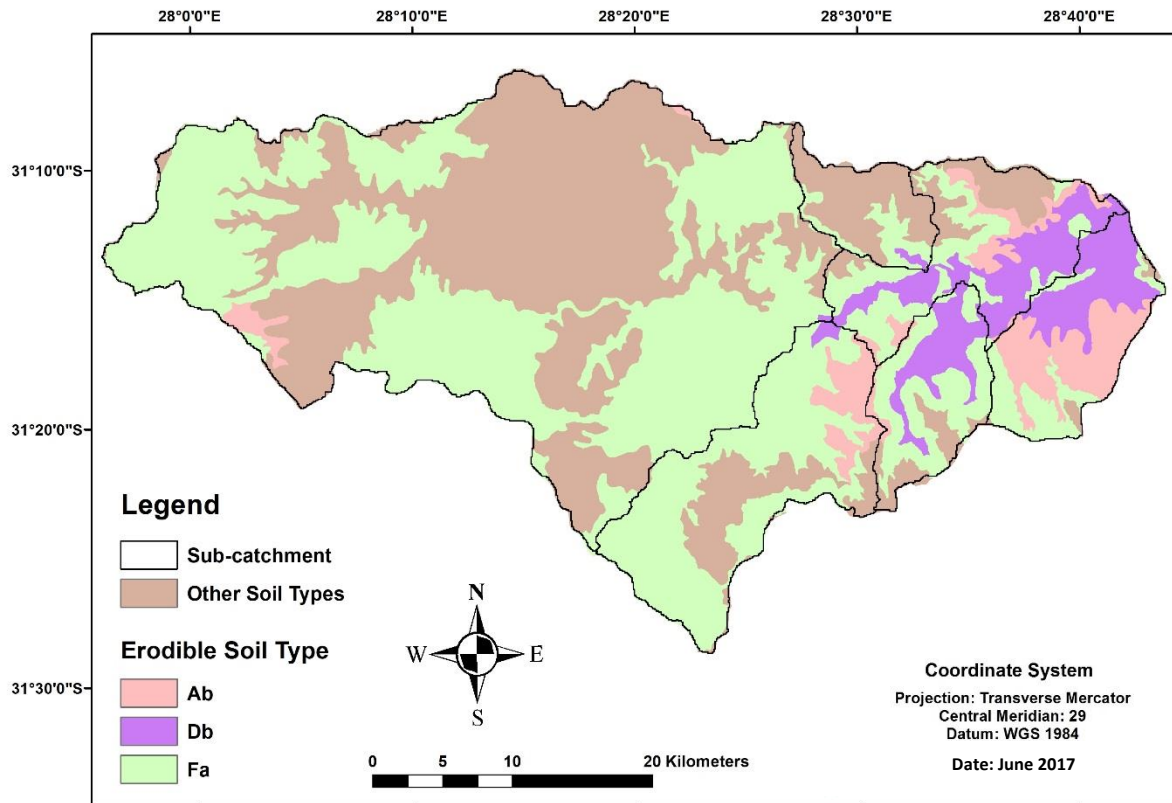 28°0'0"E 28°10'0"E 28°20'0"E 28°30'0"E 28°40'0"E
31°10'0"S
31°20'0"S
31°30'0"S
Legend
Sub-catchment
Other Soil Types
Erodible Soil Type
Ab
Db
Fa
N
W E
S
0 5 10 20 Kilometers
Coordinate System
Projection: Transverse Mercator
Central Meridian: 29
Datum: WGS 1984
Date: June 2017